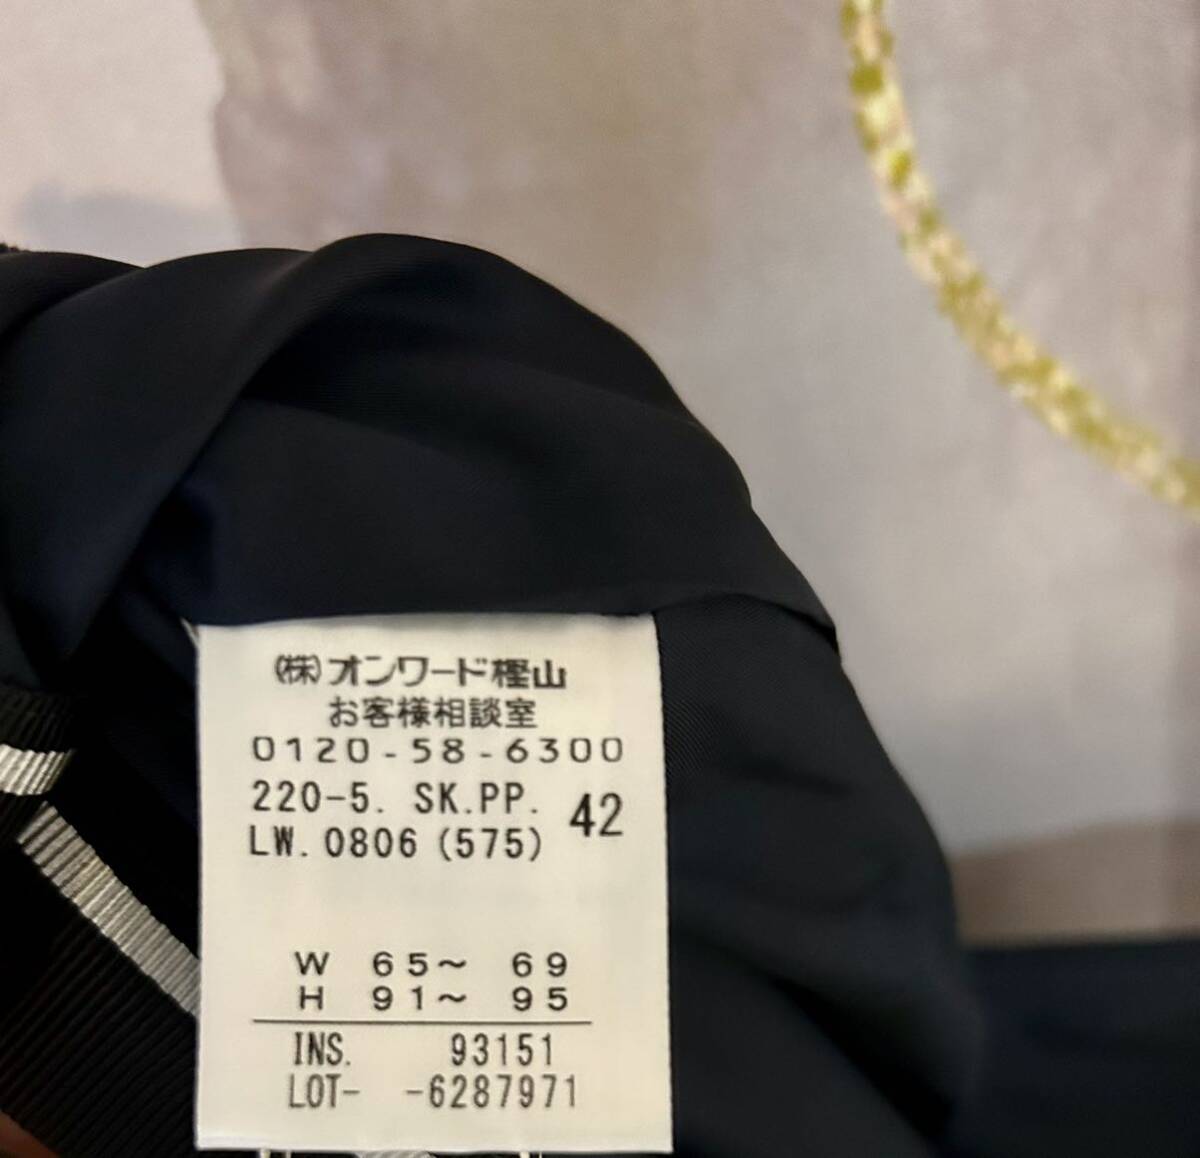 (株)オンワード樫山
お客様相談室
0120-58-6300
220-5. SK.PP. 42
LW. 0806 (575)
W 65～ 69
H 91～ 95
INS. 93151
LOT- -6287971